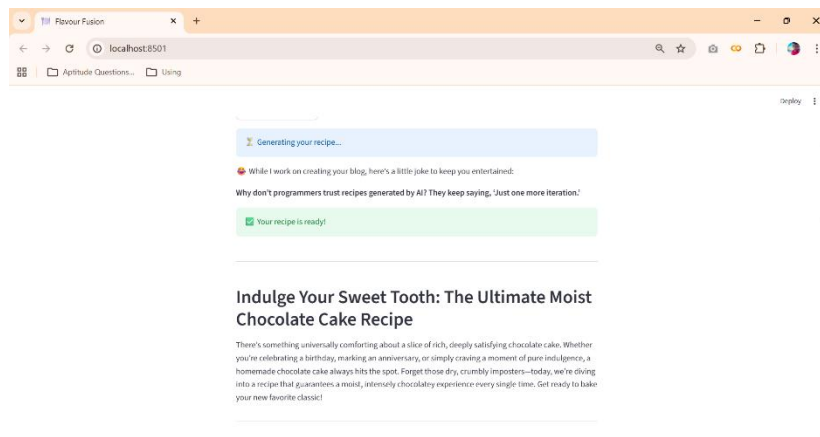 Flavour Fusion
localhost:8501
Aptitude Questions... Using
Deploy
⏳ Generating your recipe...
🤣 While I work on creating your blog, here's a little joke to keep you entertained:
Why don't programmers trust recipes generated by AI? They keep saying, 'Just one more iteration.'
✅ Your recipe is ready!
Indulge Your Sweet Tooth: The Ultimate Moist
Chocolate Cake Recipe
There's something universally comforting about a slice of rich, deeply satisfying chocolate cake. Whether
you're celebrating a birthday, marking an anniversary, or simply craving a moment of pure indulgence, a
homemade chocolate cake always hits the spot. Forget those dry, crumbly imposters—today, we're diving
into a recipe that guarantees a moist, intensely chocolatey experience every single time. Get ready to bake
your new favorite classic!